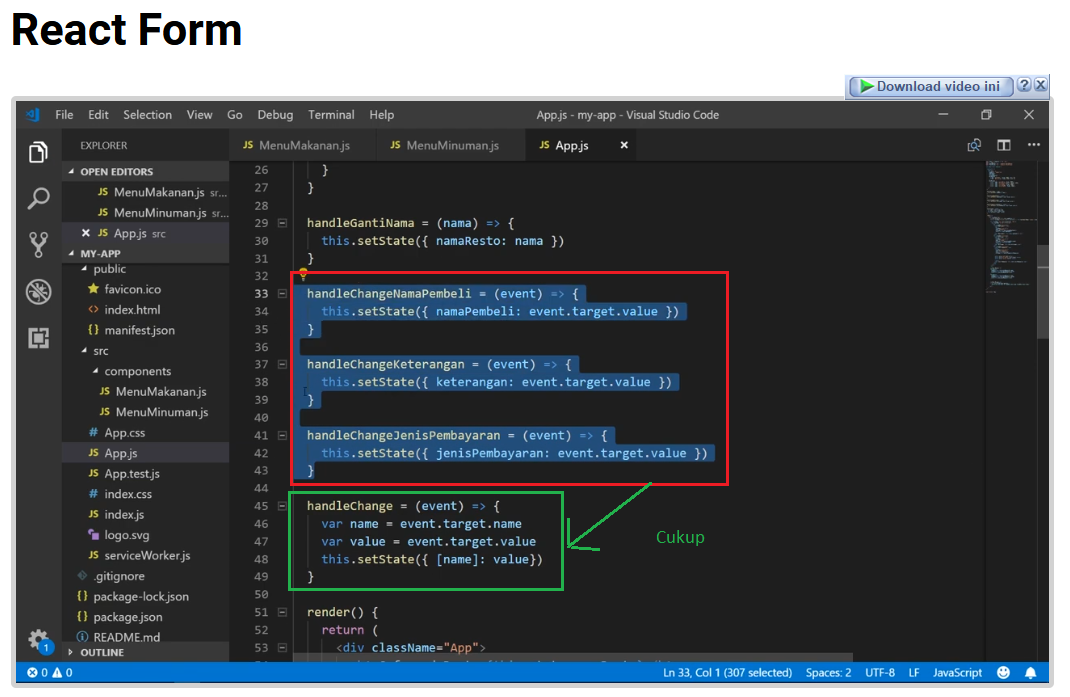 React Form
Download video ini
?
X
File Edit Selection View Go Debug Terminal Help
App.js - my-app - Visual Studio Code
EXPLORER
JS MenuMakanan.js
JS MenuMinuman.js
JS App.js
OPEN EDITORS
JS MenuMakanan.js sr...
JS MenuMinuman.js sr...
JS App.js src
MY-APP
public
favicon.ico
<> index.html
{} manifest.json
src
components
JS MenuMakanan.js
JS MenuMinuman.js
# App.css
JS App.js
JS App.test.js
# index.css
JS index.js
logo.svg
JS serviceWorker.js
.gitignore
{} package-lock.json
{} package.json
README.md
OUTLINE
1
26 }
27 }
28
29 handleGantiNama = (nama) => {
30 this.setState({ namaResto: nama })
31 }
32
33 handleChangeNamaPembeli = (event) => {
34 this.setState({ namaPembeli: event.target.value })
35 }
36
37 handleChangeKeterangan = (event) => {
38 this.setState({ keterangan: event.target.value })
39 }
40
41 handleChangeJenisPembayaran = (event) => {
42 this.setState({ jenisPembayaran: event.target.value })
43 }
44
45 handleChange = (event) => {
46 var name = event.target.name
47 var value = event.target.value
48 this.setState({ [name]: value})
49 }
50
51 render() {
52 return (
53 <div className="App">
Cukup
0 0
Ln 33, Col 1 (307 selected) Spaces: 2 UTF-8 LF JavaScript